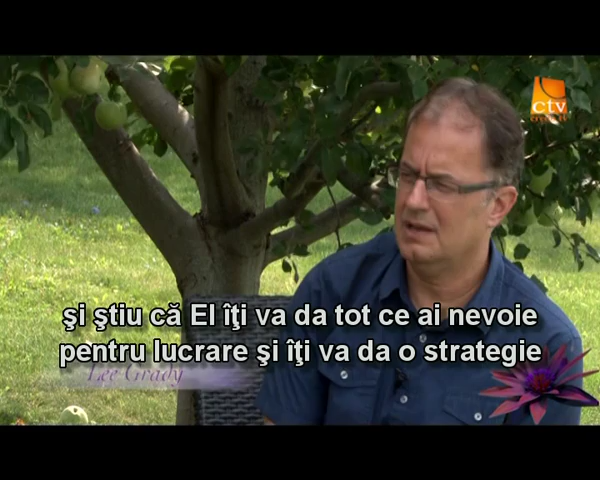 ctv
şi ştiu că El îţi va da tot ce ai nevoie
pentru lucrare şi îţi va da o strategie
Lee Grady